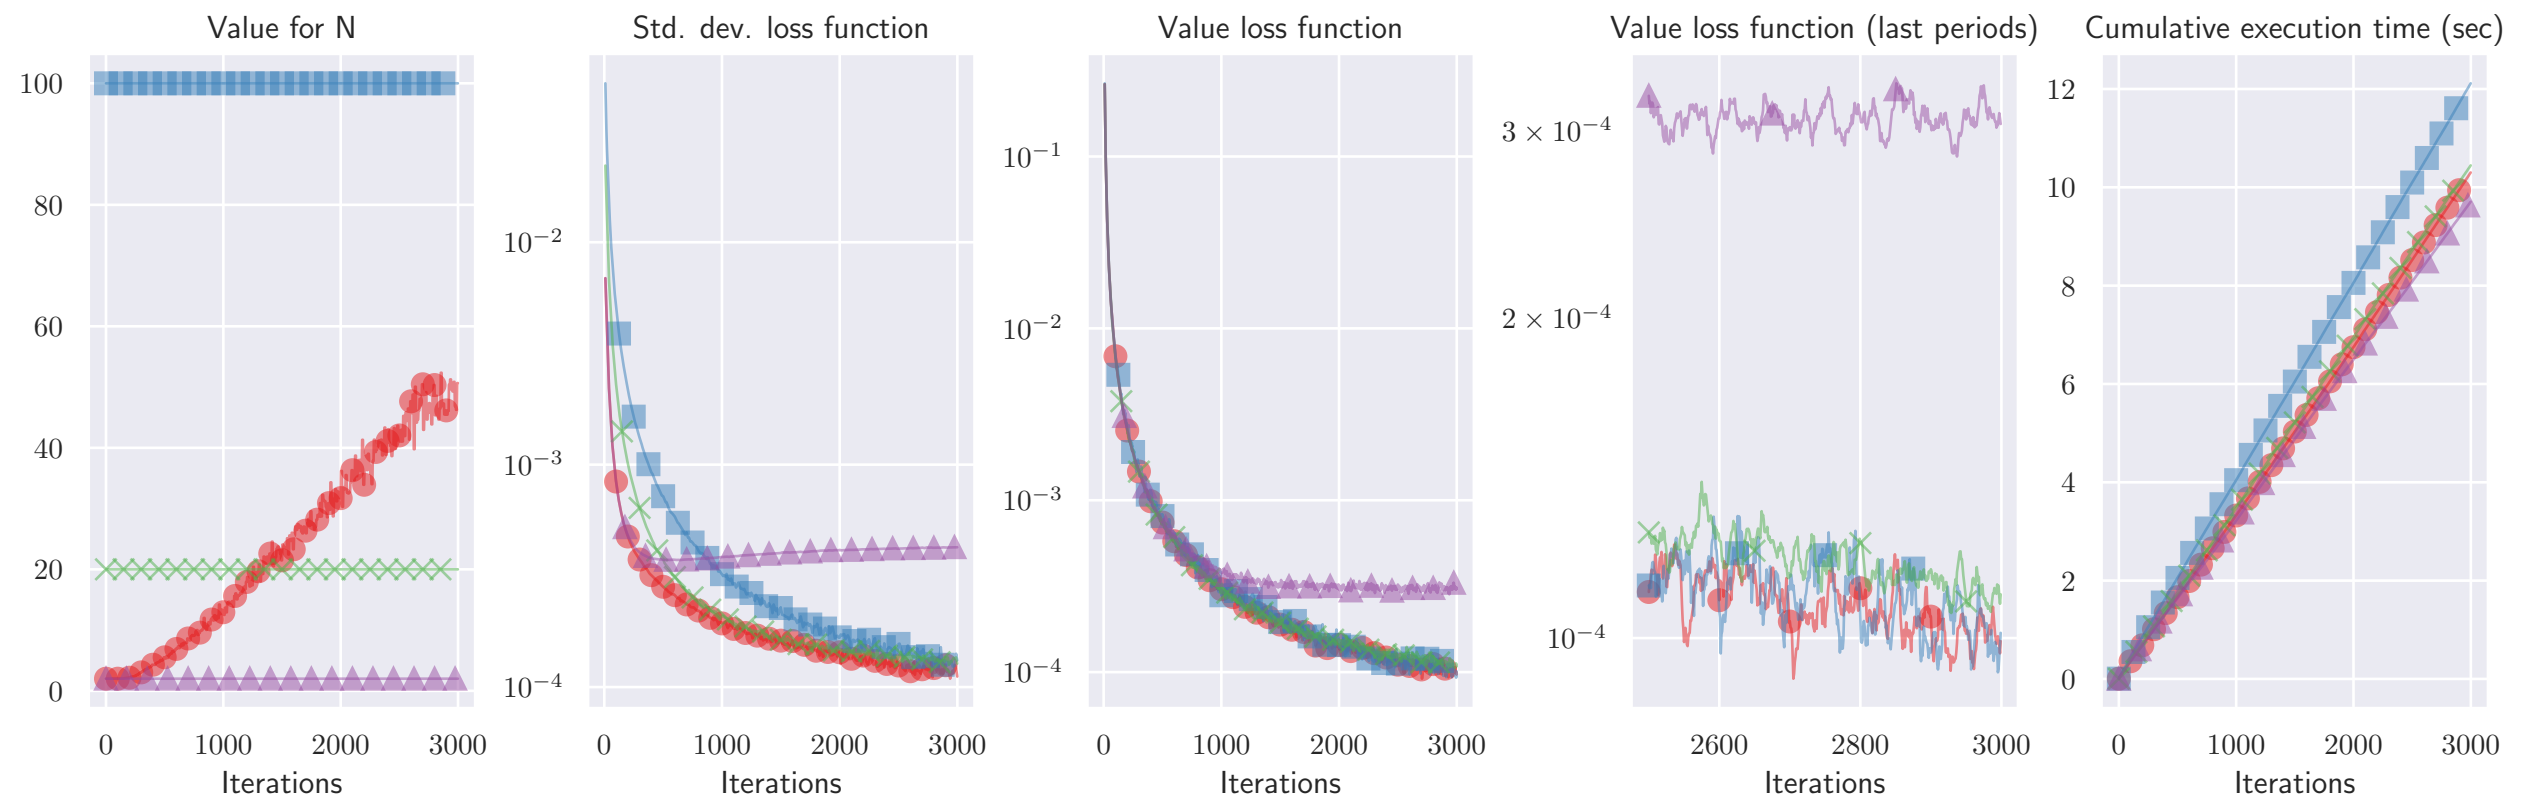 Value for N
100
80
60
40
20
0
0 1000 2000 3000
Iterations
Std. dev. loss function
10⁻²
10⁻³
10⁻⁴
0 1000 2000 3000
Iterations
Value loss function
10⁻¹
10⁻²
10⁻³
10⁻⁴
0 1000 2000 3000
Iterations
Value loss function (last periods)
3 × 10⁻⁴
2 × 10⁻⁴
10⁻⁴
2600 2800 3000
Iterations
Cumulative execution time (sec)
12
10
8
6
4
2
0
0 1000 2000 3000
Iterations